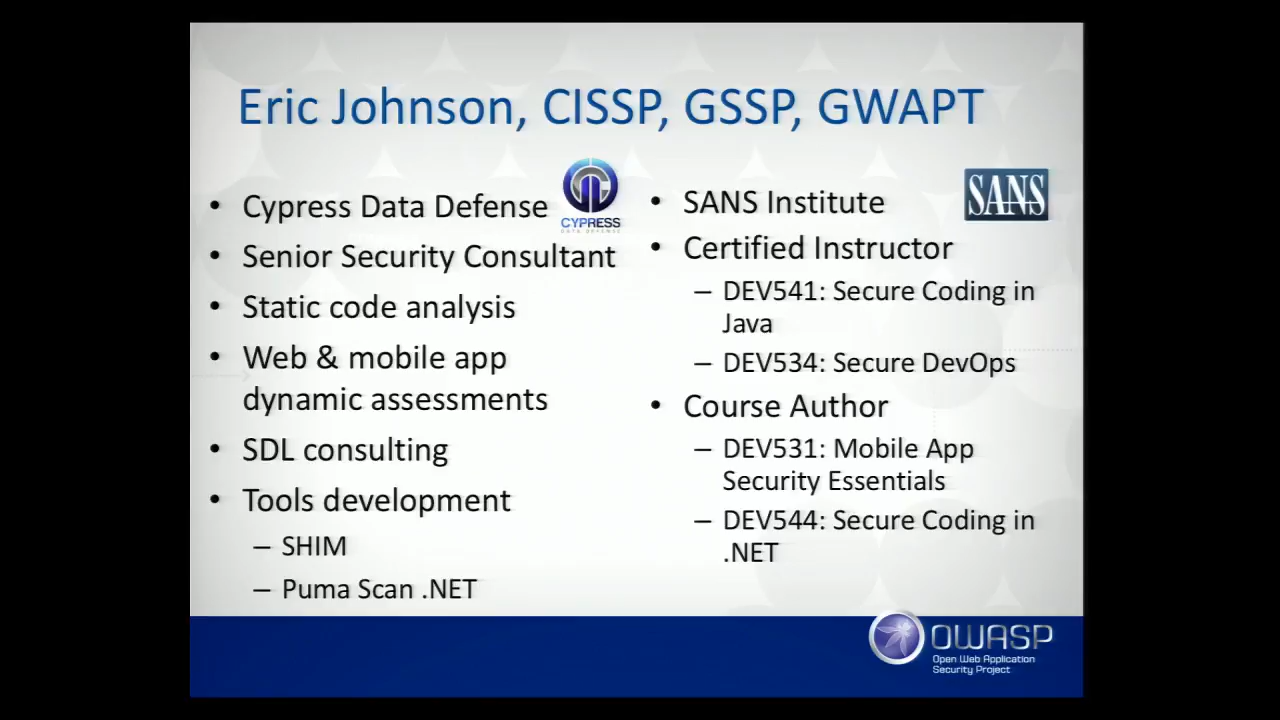 Eric Johnson, CISSP, GSSP, GWAPT
• Cypress Data Defense
CYPRESS
DATA DEFENSE
• Senior Security Consultant
• Static code analysis
• Web & mobile app
dynamic assessments
• SDL consulting
• Tools development
– SHIM
– Puma Scan .NET
• SANS Institute
SANS
• Certified Instructor
– DEV541: Secure Coding in
Java
– DEV534: Secure DevOps
• Course Author
– DEV531: Mobile App
Security Essentials
– DEV544: Secure Coding in
.NET
OWASP
Open Web Application
Security Project